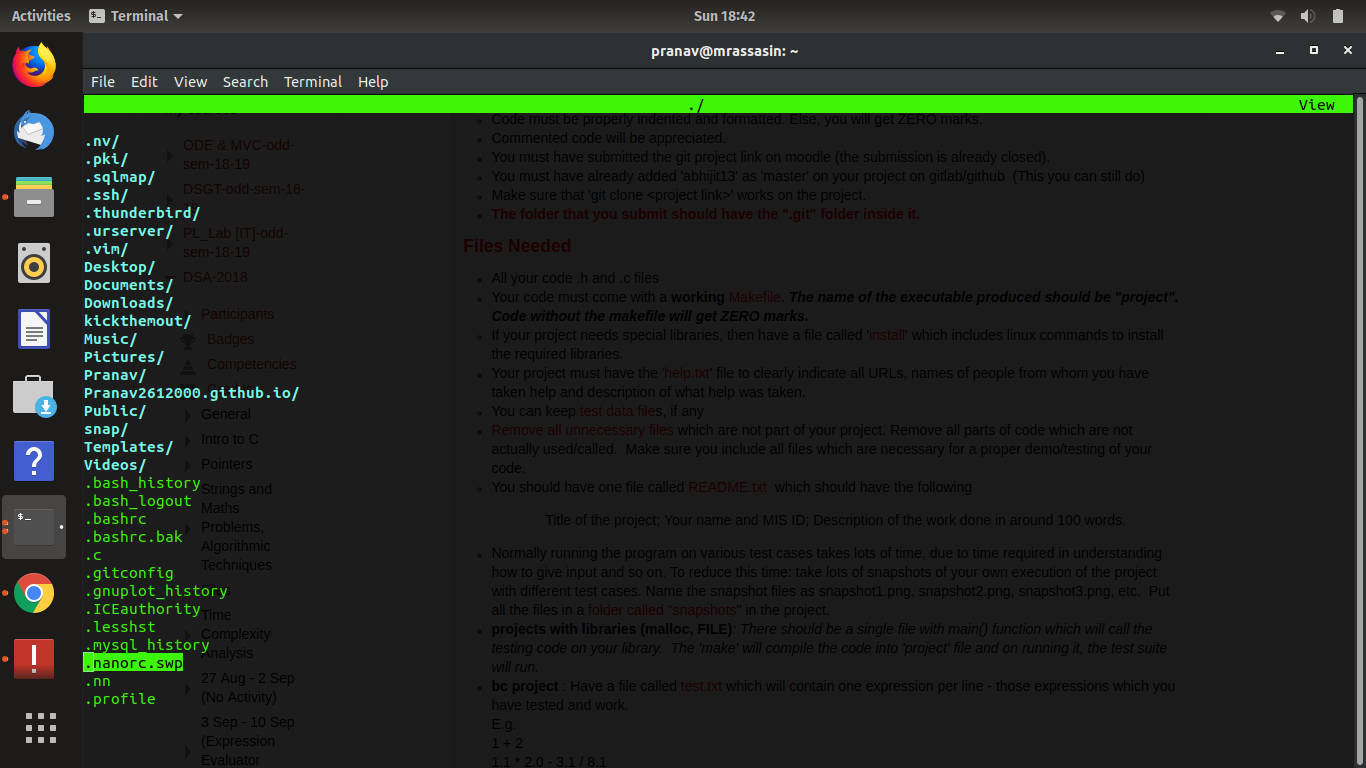 Activities Terminal Sun 18:42
pranav@mrassasin: ~
File Edit View Search Terminal Help
./ View
.nv/
.pki/
.sqlmap/
.ssh/
.thunderbird/
.urserver/
.vim/
Desktop/
Documents/
Downloads/
kickthemout/
Music/
Pictures/
Pranav/
Pranav2612000.github.io/
Public/
snap/
Templates/
Videos/
.bash_history
.bash_logout
.bashrc
.bashrc.bak
.c
.gitconfig
.gnuplot_history
.ICEauthority
.lesshst
.mysql_history
.nanorc.swp
.nn
.profile
ODE & MVC-odd-
sem-18-19
DSGT-odd-sem-18-
PL_Lab [IT]-odd-
sem-18-19
DSA-2018
Participants
Badges
Competencies
General
Intro to C
Pointers
Strings and
Maths
Problems,
Algorithmic
Techniques
Time
Complexity
Analysis
27 Aug - 2 Sep
(No Activity)
3 Sep - 10 Sep
(Expression
Evaluator
Code must be properly indented and formatted. Else, you will get ZERO marks.
Commented code will be appreciated.
You must have submitted the git project link on moodle (the submission is already closed).
You must have already added 'abhijit13' as 'master' on your project on gitlab/github (This you can still do)
Make sure that 'git clone <project link>' works on the project.
The folder that you submit should have the ".git" folder inside it.
Files Needed
All your code .h and .c files
Your code must come with a working Makefile. The name of the executable produced should be "project".
Code without the makefile will get ZERO marks.
If your project needs special libraries, then have a file called 'install' which includes linux commands to install
the required libraries.
Your project must have the 'help.txt' file to clearly indicate all URLs, names of people from whom you have
taken help and description of what help was taken.
You can keep test data files, if any
Remove all unnecessary files which are not part of your project. Remove all parts of code which are not
actually used/called. Make sure you include all files which are necessary for a proper demo/testing of your
code.
You should have one file called README.txt which should have the following
Title of the project; Your name and MIS ID; Description of the work done in around 100 words.
Normally running the program on various test cases takes lots of time, due to time required in understanding
how to give input and so on. To reduce this time: take lots of snapshots of your own execution of the project
with different test cases. Name the snapshot files as snapshot1.png, snapshot2.png, snapshot3.png, etc. Put
all the files in a folder called "snapshots" in the project.
projects with libraries (malloc, FILE): There should be a single file with main() function which will call the
testing code on your library. The 'make' will compile the code into 'project' file and on running it, the test suite
will run.
bc project : Have a file called test.txt which will contain one expression per line - those expressions which you
have tested and work.
E.g.
1 + 2
1.1 * 2.0 - 3.1 / 8.1